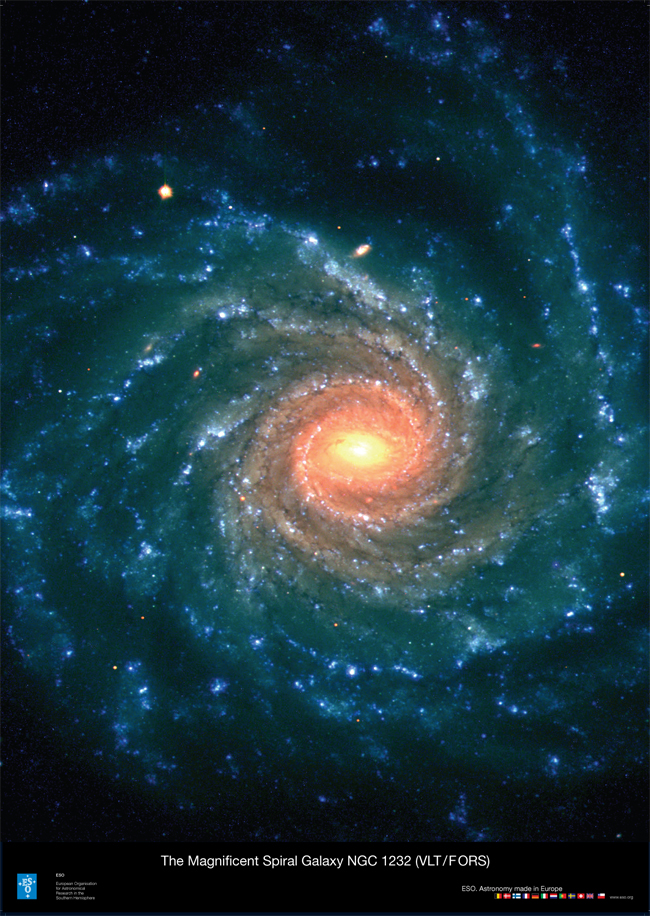 The Magnificent Spiral Galaxy NGC 1232 (VLT/FORS)
ES
O
ESO
European Organisation
for Astronomical
Research in the
Southern Hemisphere
ESO. Astronomy made in Europe
www.eso.org